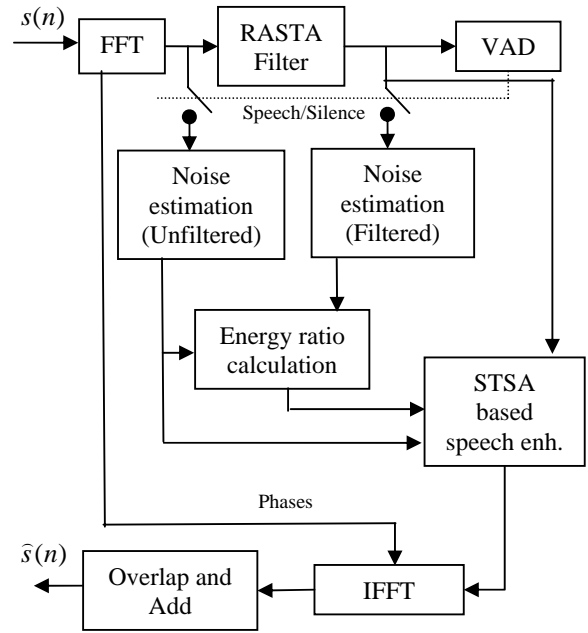 s(n)
FFT
RASTA
Filter
VAD
Speech/Silence
Noise
estimation
(Unfiltered)
Noise
estimation
(Filtered)
Energy ratio
calculation
STSA
based
speech enh.
Phases
ŝ(n)
Overlap and
Add
IFFT